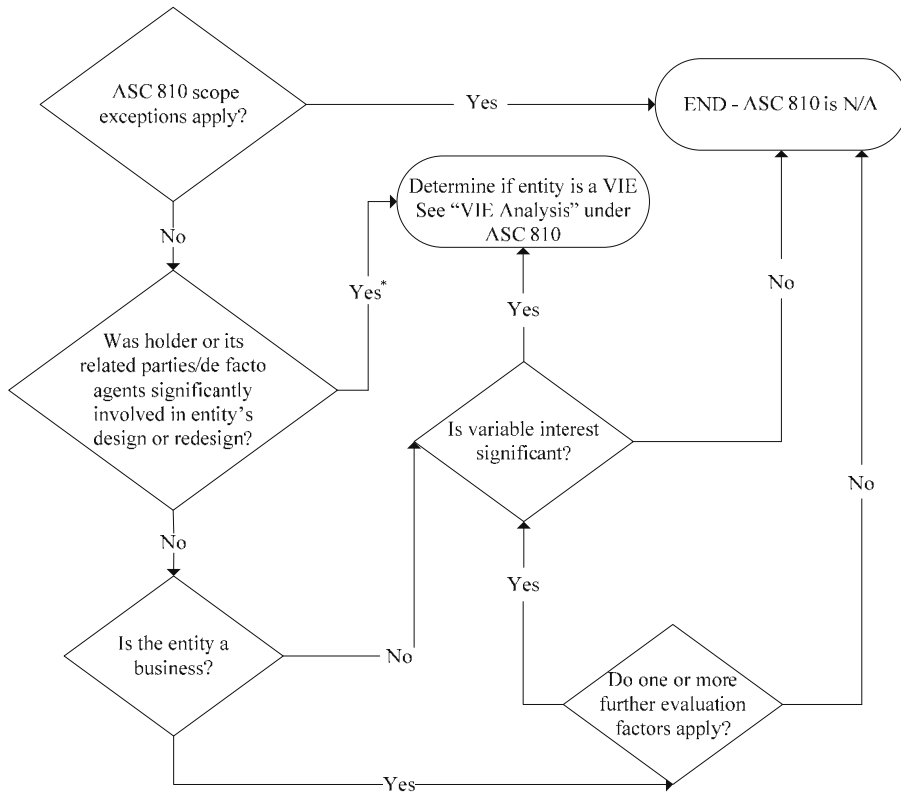 ASC 810 scope
exceptions apply?
Yes
END - ASC 810 is N/A
Determine if entity is a VIE
See “VIE Analysis” under
ASC 810
No
Yes*
No
Yes
Was holder or its
related parties/de facto
agents significantly
involved in entity’s
design or redesign?
Is variable interest
significant?
No
No
Yes
Is the entity a
business?
No
Do one or more
further evaluation
factors apply?
Yes